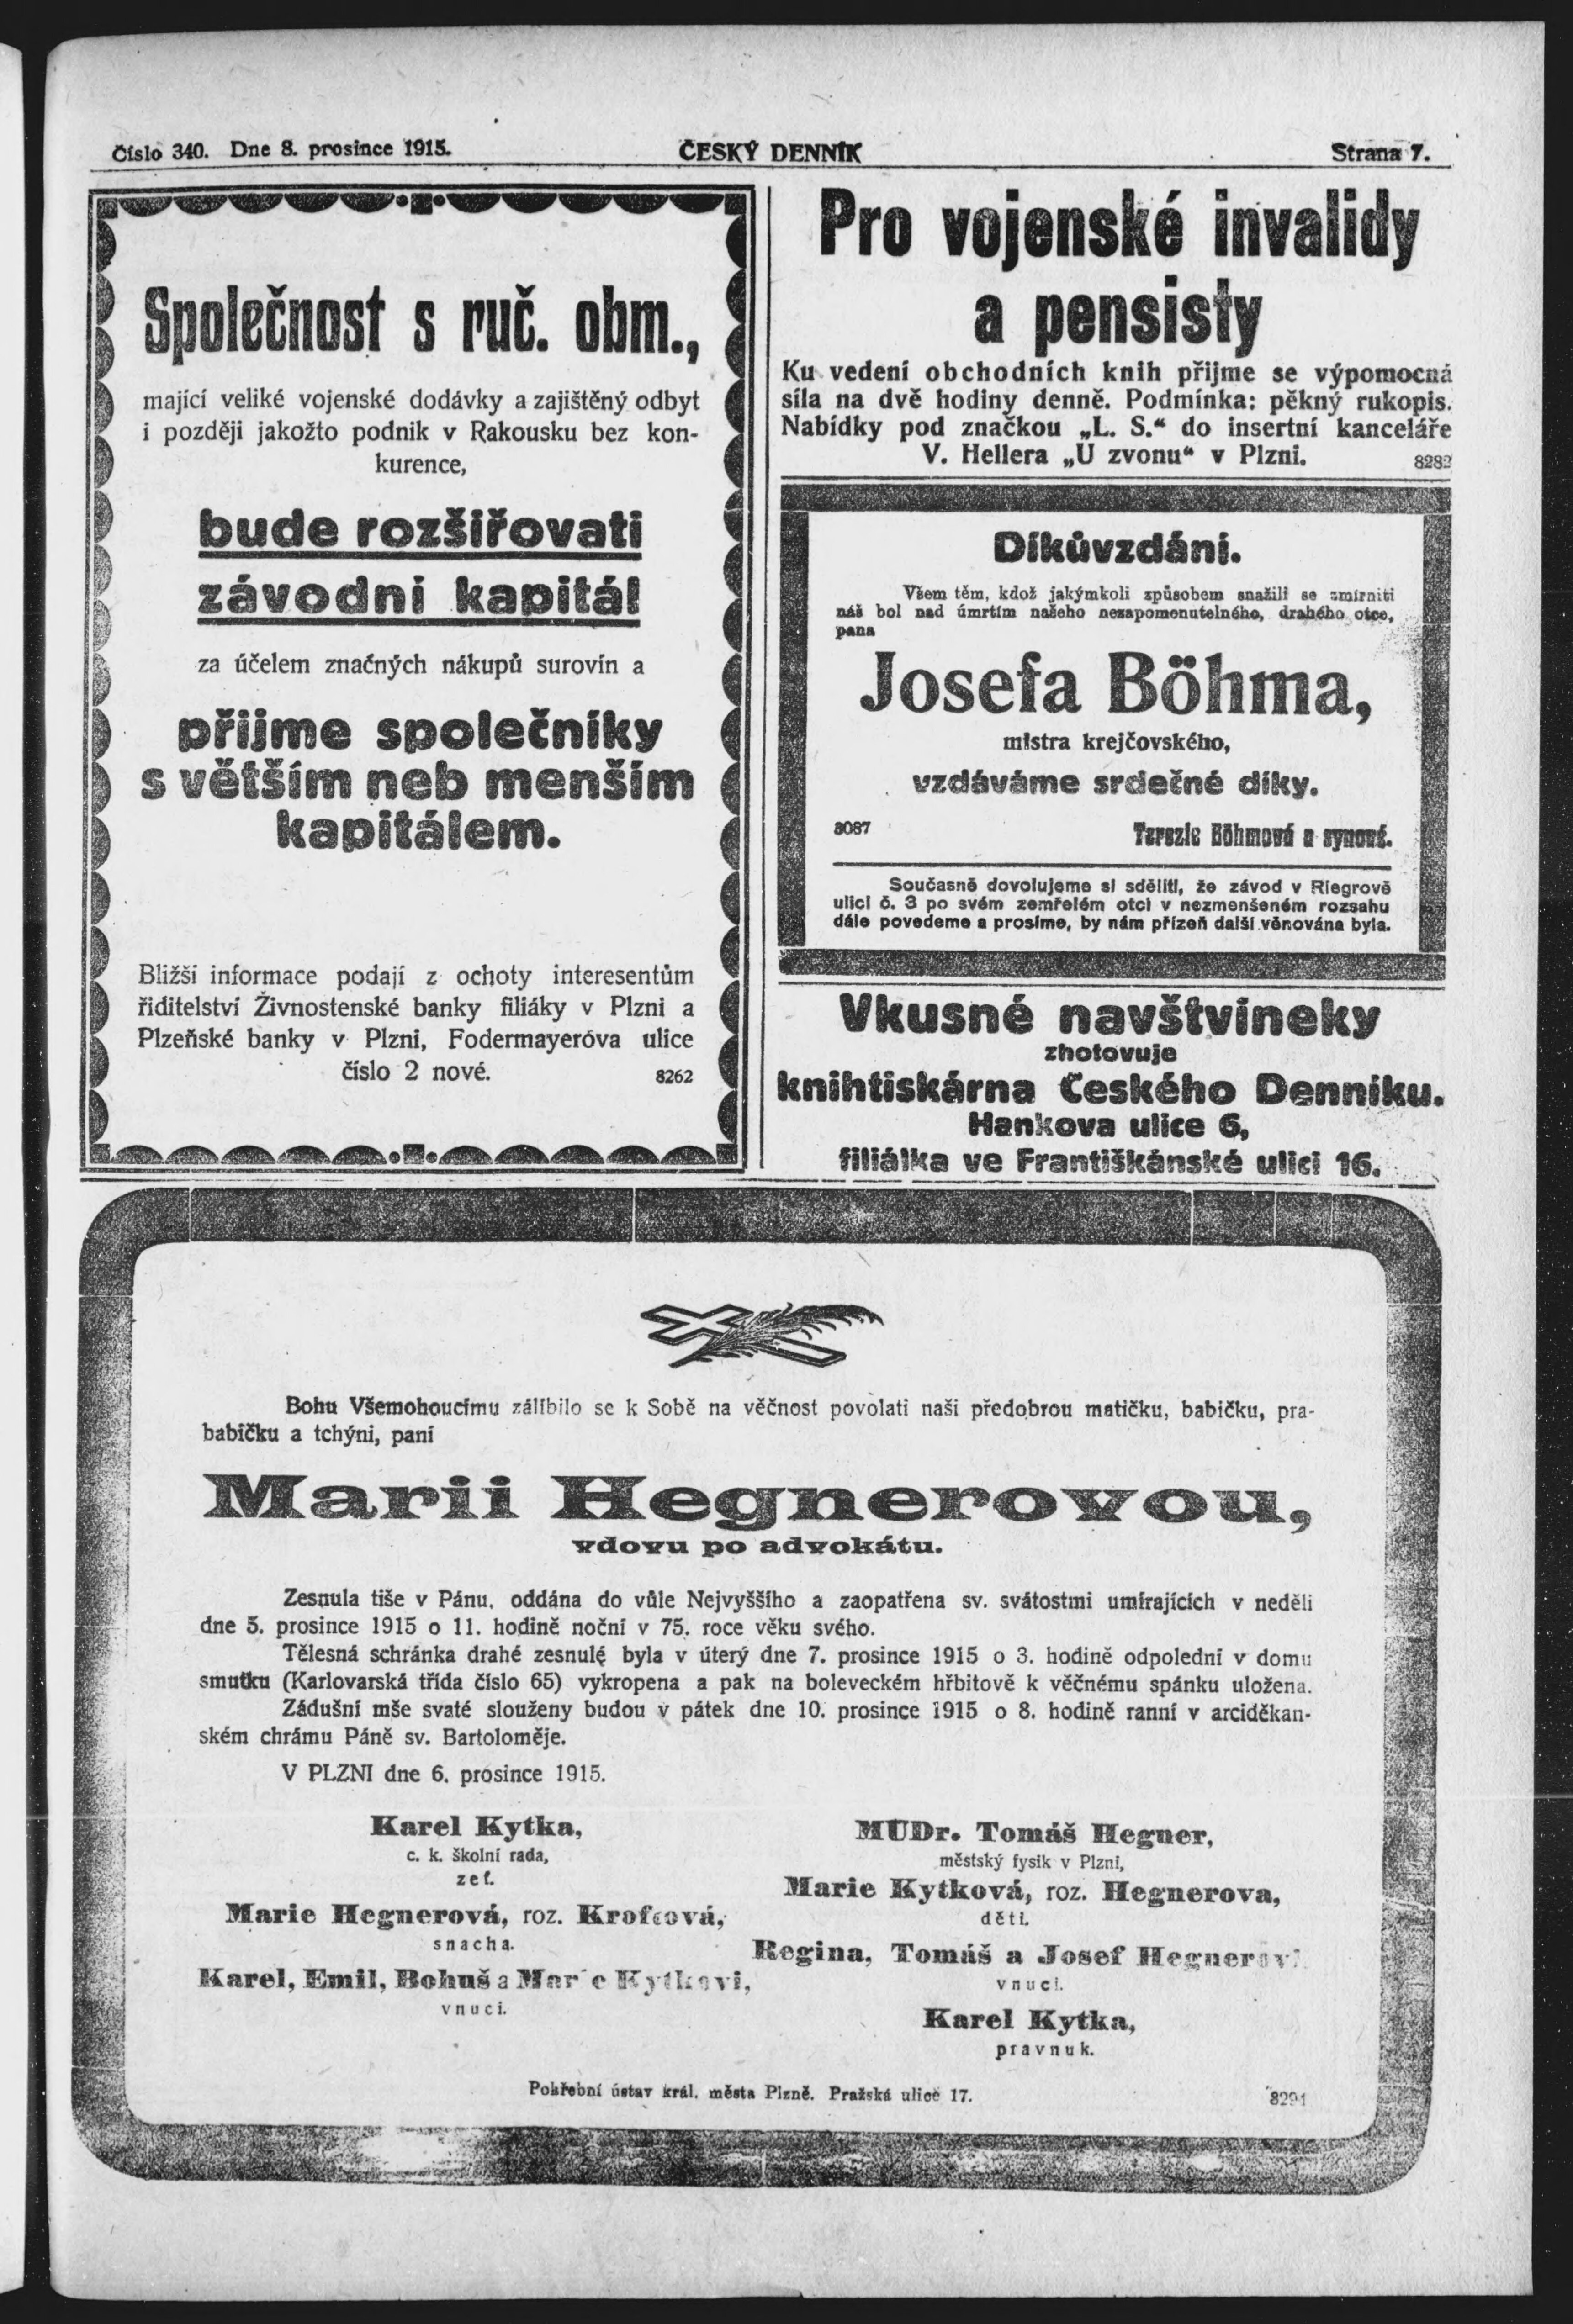 Číslo 340. Dne 8. prosince 1915. ČESKÝ DENNÍK Strana 7.
Společnost s ruč. obm.,
mající veliké vojenské dodávky a zajištěný odbyt
i později jakožto podnik v Rakousku bez kon-
kurence,
bude rozšiřovati
závodní kapitál
za účelem značných nákupů surovin a
přijme společníky
s větším neb menším
kapitálem.
Bližší informace podají z ochoty interesentům
řiditelství Živnostenské banky filiáky v Plzni a
Plzeňské banky v Plzni, Fodermayeróva ulice
číslo 2 nové. 8262
Pro vojenské invalidy
a pensisty
Ku vedení obchodních knih přijme se výpomocná
síla na dvě hodiny denně. Podmínka: pěkný rukopis.
Nabídky pod značkou „L. S.“ do insertní kanceláře
V. Hellera „U zvonu“ v Plzni. 8282
Díkůvzdání.
Všem těm, kdož jakýmkoli způsobem snažili se zmírniti
náš bol nad úmrtím našeho nezapomenutelného, drahého otce,
pana
Josefa Böhma,
mistra krejčovského,
vzdáváme srdečné díky.
8087 Terezie Böhmová a synové.
Současně dovolujeme si sděliti, že závod v Riegrově
ulici č. 3 po svém zemřelém otci v nezmenšeném rozsahu
dále povedeme a prosíme, by nám přízeň další věnována byla.
Vkusné navštvíneky
zhotovuje
knihtiskárna Českého Denníku.
Hankova ulice 6,
filiálka ve Františkánské ulici 16.
Bohu Všemohoucímu zálíbilo se k Sobě na věčnost povolati naši předobrou matičku, babičku, pra-
babičku a tchýni, paní
Marii Hegnerovou,
vdovu po advokátu.
Zesnula tiše v Pánu, oddána do vůle Nejvyššího a zaopatřena sv. svátostmi umírajících v neděli
dne 5. prosince 1915 o 11. hodině noční v 75. roce věku svého.
Tělesná schránka drahé zesnulé byla v úterý dne 7. prosince 1915 o 3. hodině odpolední v domu
smutku (Karlovarská třída číslo 65) vykropena a pak na boleveckém hřbitově k věčnému spánku uložena.
Zádušní mše svaté slouženy budou v pátek dne 10. prosince 1915 o 8. hodině ranní v arciděkan-
ském chrámu Páně sv. Bartoloměje.
V PLZNI dne 6. prosince 1915.
Karel Kytka,
c. k. školní rada,
zeť.
Marie Hegnerová, roz. Kroftová,
snacha.
Karel, Emil, Bohuš a Marie Kytkovi,
vnuci.
MUDr. Tomáš Hegner,
městský fysik v Plzni,
Marie Kytková, roz. Hegnerova,
děti.
Regina, Tomáš a Josef Hegnerovi
vnuci.
Karel Kytka,
pravnuk.
Pohřební ústav král. města Plzně. Pražská ulice 17. 8291